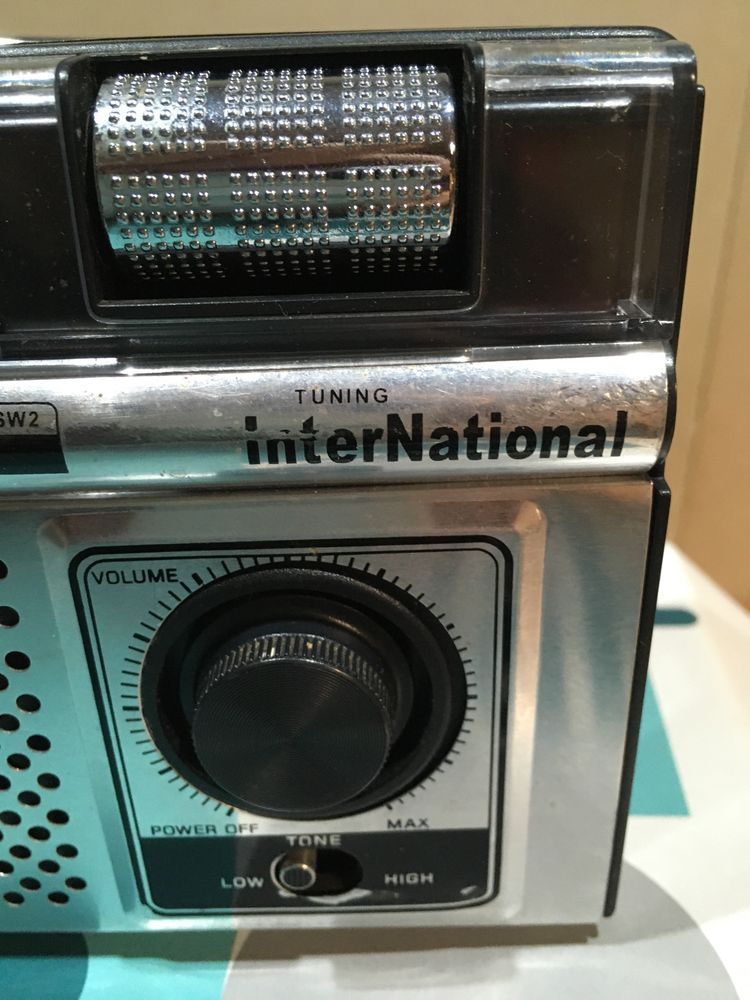 TUNING
SW2
InterNational
VOLUME
POWER OFF
MAX
TONE
LOW
HIGH